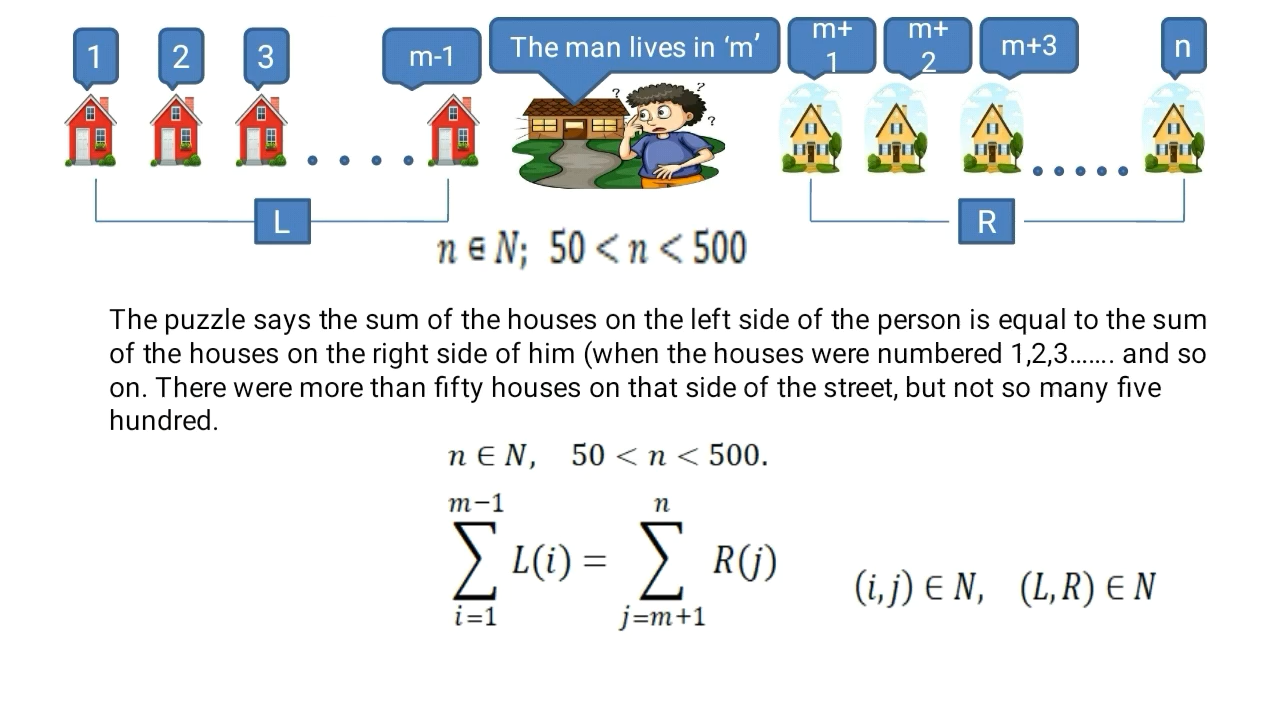 1
2
3
m-1
The man lives in ‘m’
m+
1
m+
2
m+3
n
?
?
?
L
R
n ∈ N; 50 < n < 500
The puzzle says the sum of the houses on the left side of the person is equal to the sum
of the houses on the right side of him (when the houses were numbered 1,2,3……. and so
on. There were more than fifty houses on that side of the street, but not so many five
hundred.
n ∈ N, 50 < n < 500.
m−1
∑ L(i) =
i=1
n
∑ R(j)
j=m+1
(i,j) ∈ N, (L,R) ∈ N